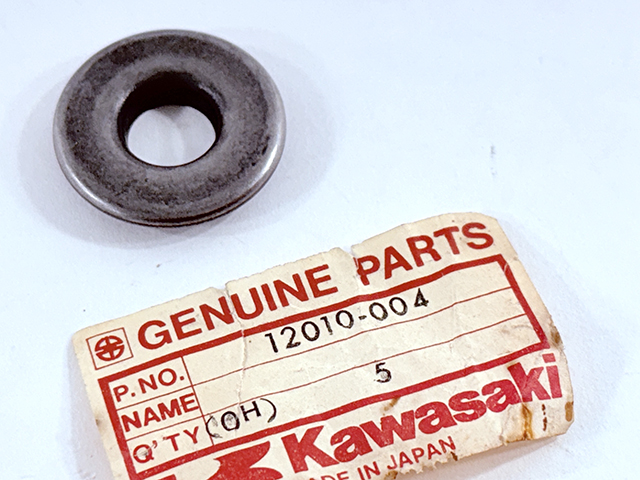 GENUINE PARTS
P. NO. 12010-004
NAME
Q'TY (OH) 5
Kawasaki
MADE IN JAPAN